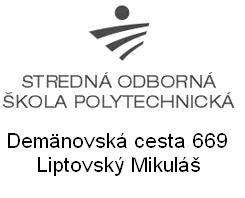 STREDNÁ ODBORNÁ
ŠKOLA POLYTECHNICKÁ
Demänovská cesta 669
Liptovský Mikuláš